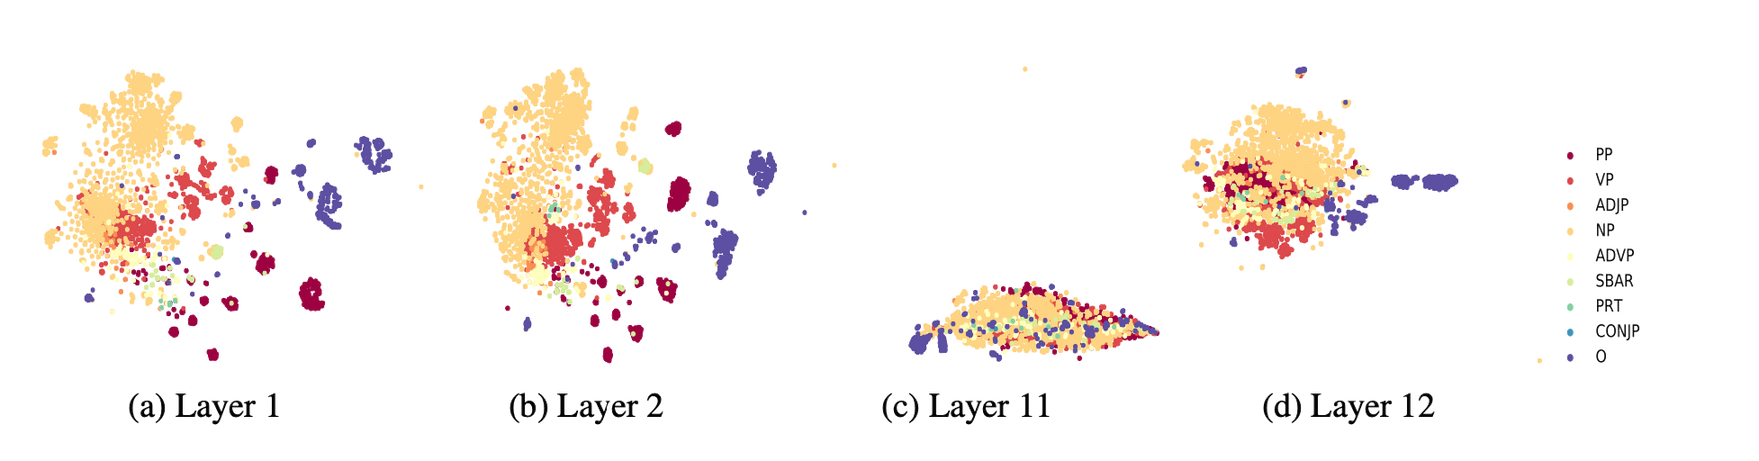 PP
VP
ADJP
NP
ADVP
SBAR
PRT
CONJP
O
(a) Layer 1
(b) Layer 2
(c) Layer 11
(d) Layer 12